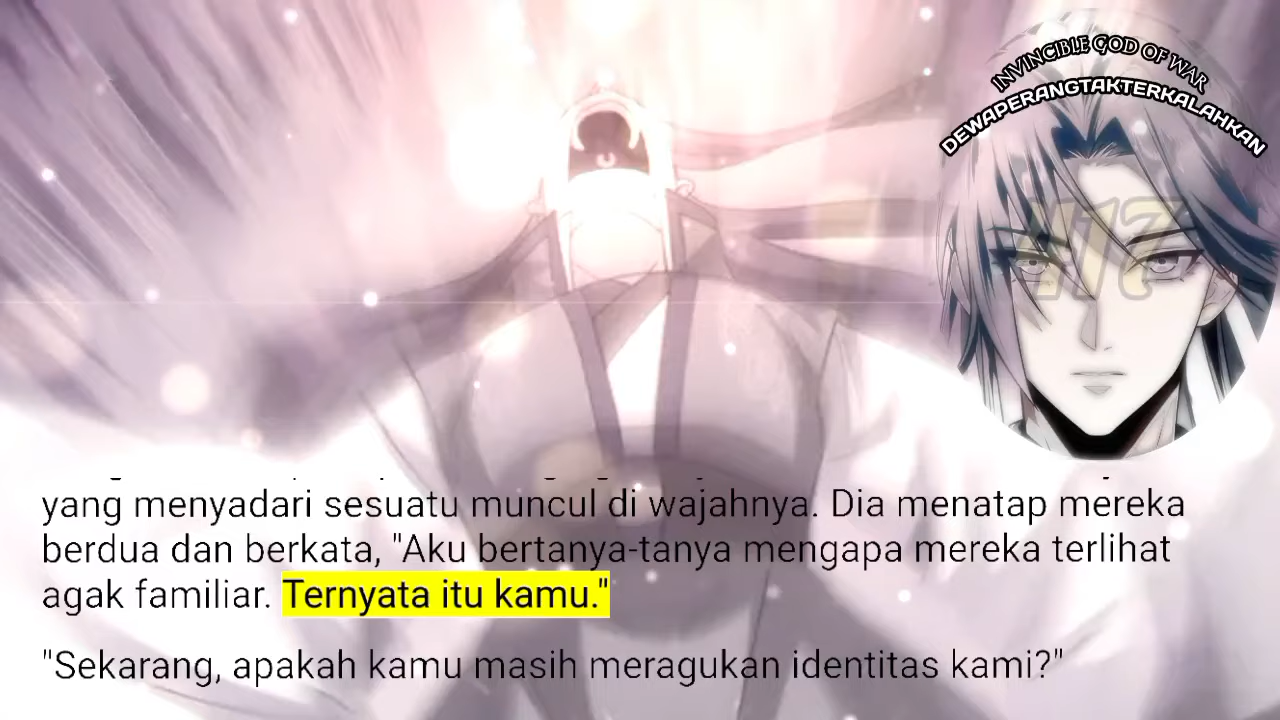 INVINCIBLE GOD OF WAR
DEWAPERANGTAKTERKALAHKAN
417
yang menyadari sesuatu muncul di wajahnya. Dia menatap mereka
berdua dan berkata, "Aku bertanya-tanya mengapa mereka terlihat
agak familiar. Ternyata itu kamu."
"Sekarang, apakah kamu masih meragukan identitas kami?"